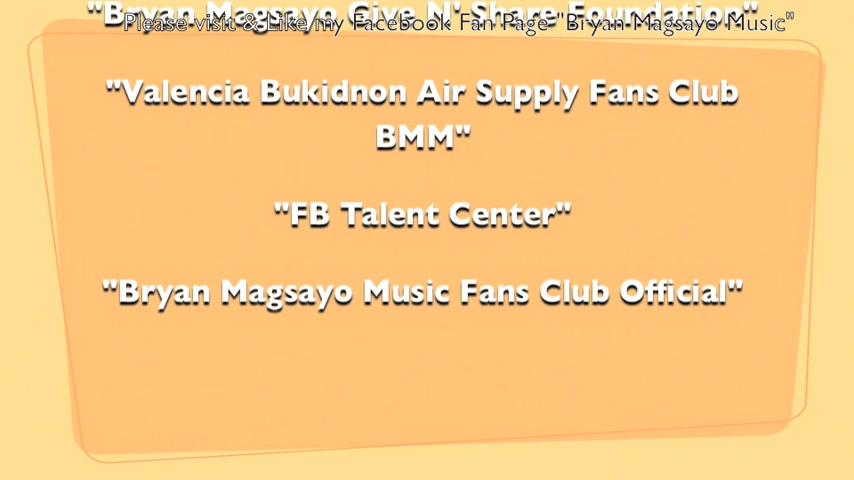 "Bryan Magsayo Give N' Share Foundation"
Please visit & Like my Facebook Fan Page "Bryan Magsayo Music"
"Valencia Bukidnon Air Supply Fans Club
BMM"
"FB Talent Center"
"Bryan Magsayo Music Fans Club Official"